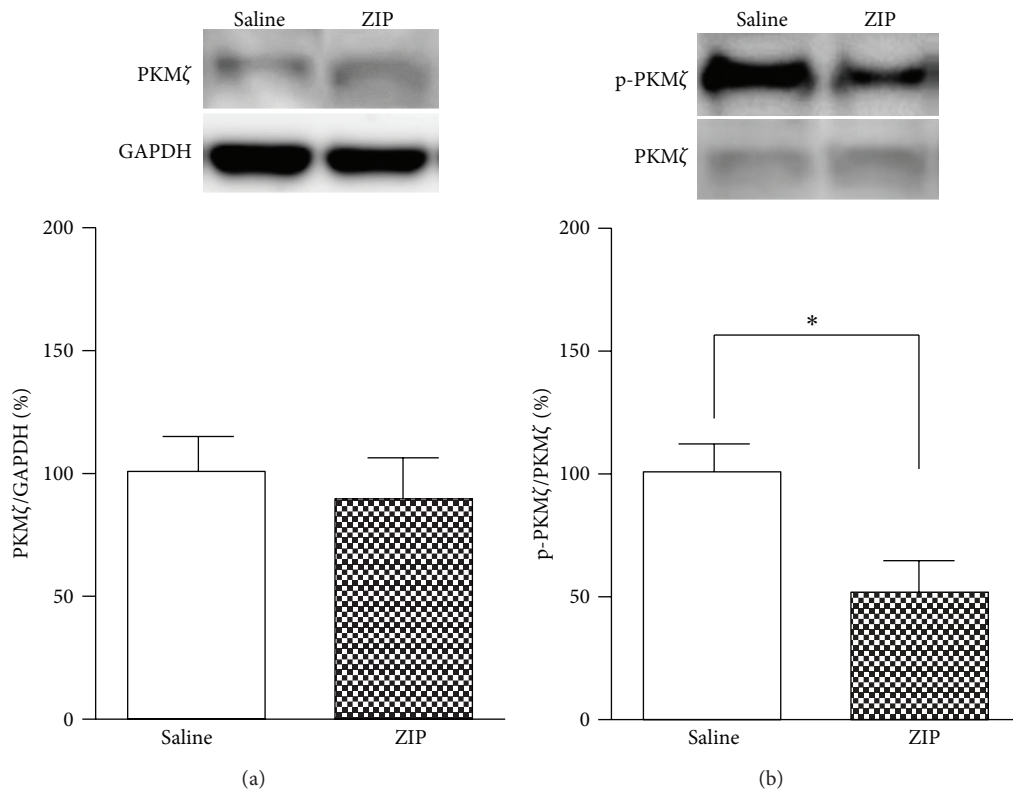 Saline ZIP
PKMζ
GAPDH
200
150
100
50
0
PKMζ/GAPDH (%)
Saline ZIP
(a)
Saline ZIP
p-PKMζ
PKMζ
200
150
100
50
0
p-PKMζ/PKMζ (%)
*
Saline ZIP
(b)